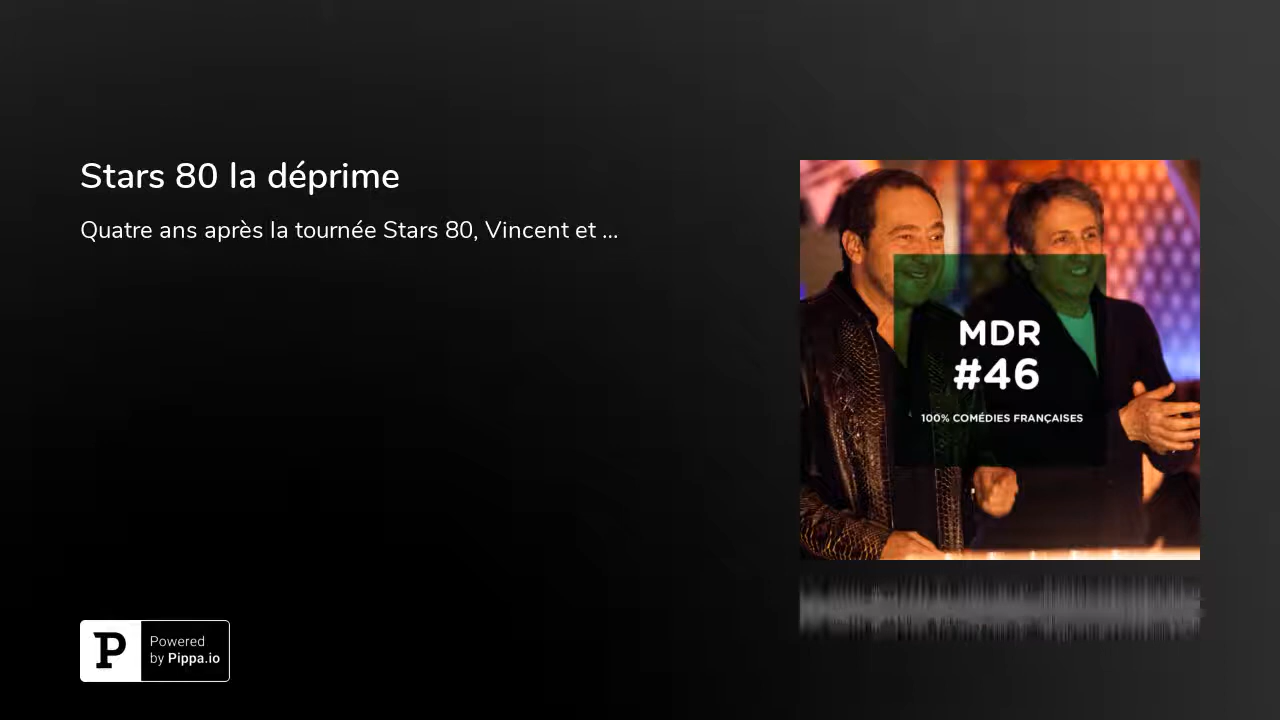 Stars 80 la déprime
Quatre ans après la tournée Stars 80, Vincent et ...
MDR
#46
100% COMÉDIES FRANÇAISES
P
Powered
by Pippa.io